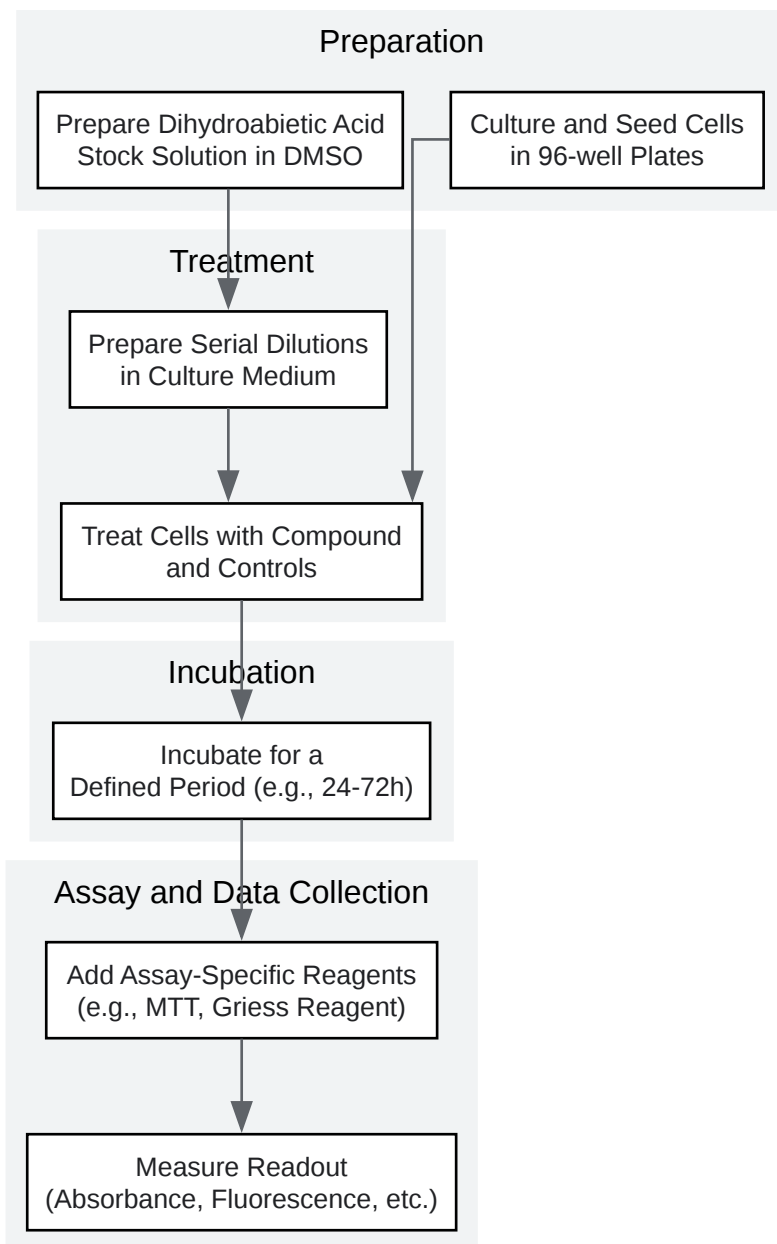 Preparation
Prepare Dihydroabietic Acid
Stock Solution in DMSO
Culture and Seed Cells
in 96-well Plates
Treatment
Prepare Serial Dilutions
in Culture Medium
Treat Cells with Compound
and Controls
Incubation
Incubate for a
Defined Period (e.g., 24-72h)
Assay and Data Collection
Add Assay-Specific Reagents
(e.g., MTT, Griess Reagent)
Measure Readout
(Absorbance, Fluorescence, etc.)